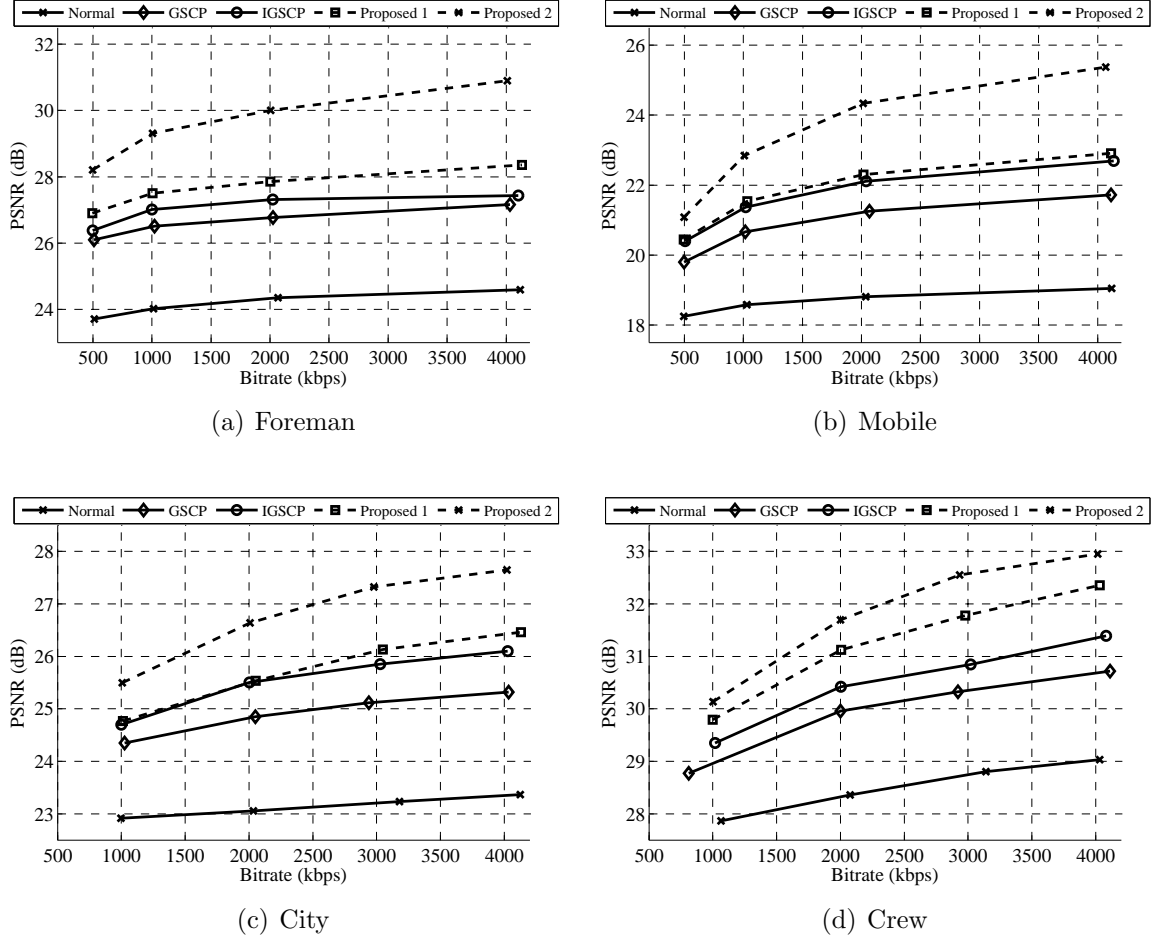 Normal GSCP IGSCP Proposed 1 Proposed 2
32
30
28
26
24
PSNR (dB)
500 1000 1500 2000 2500 3000 3500 4000
Bitrate (kbps)
(a) Foreman
Normal GSCP IGSCP Proposed 1 Proposed 2
26
24
22
20
18
PSNR (dB)
500 1000 1500 2000 2500 3000 3500 4000
Bitrate (kbps)
(b) Mobile
Normal GSCP IGSCP Proposed 1 Proposed 2
28
27
26
25
24
23
PSNR (dB)
500 1000 1500 2000 2500 3000 3500 4000
Bitrate (kbps)
(c) City
Normal GSCP IGSCP Proposed 1 Proposed 2
33
32
31
30
29
28
PSNR (dB)
500 1000 1500 2000 2500 3000 3500 4000
Bitrate (kbps)
(d) Crew